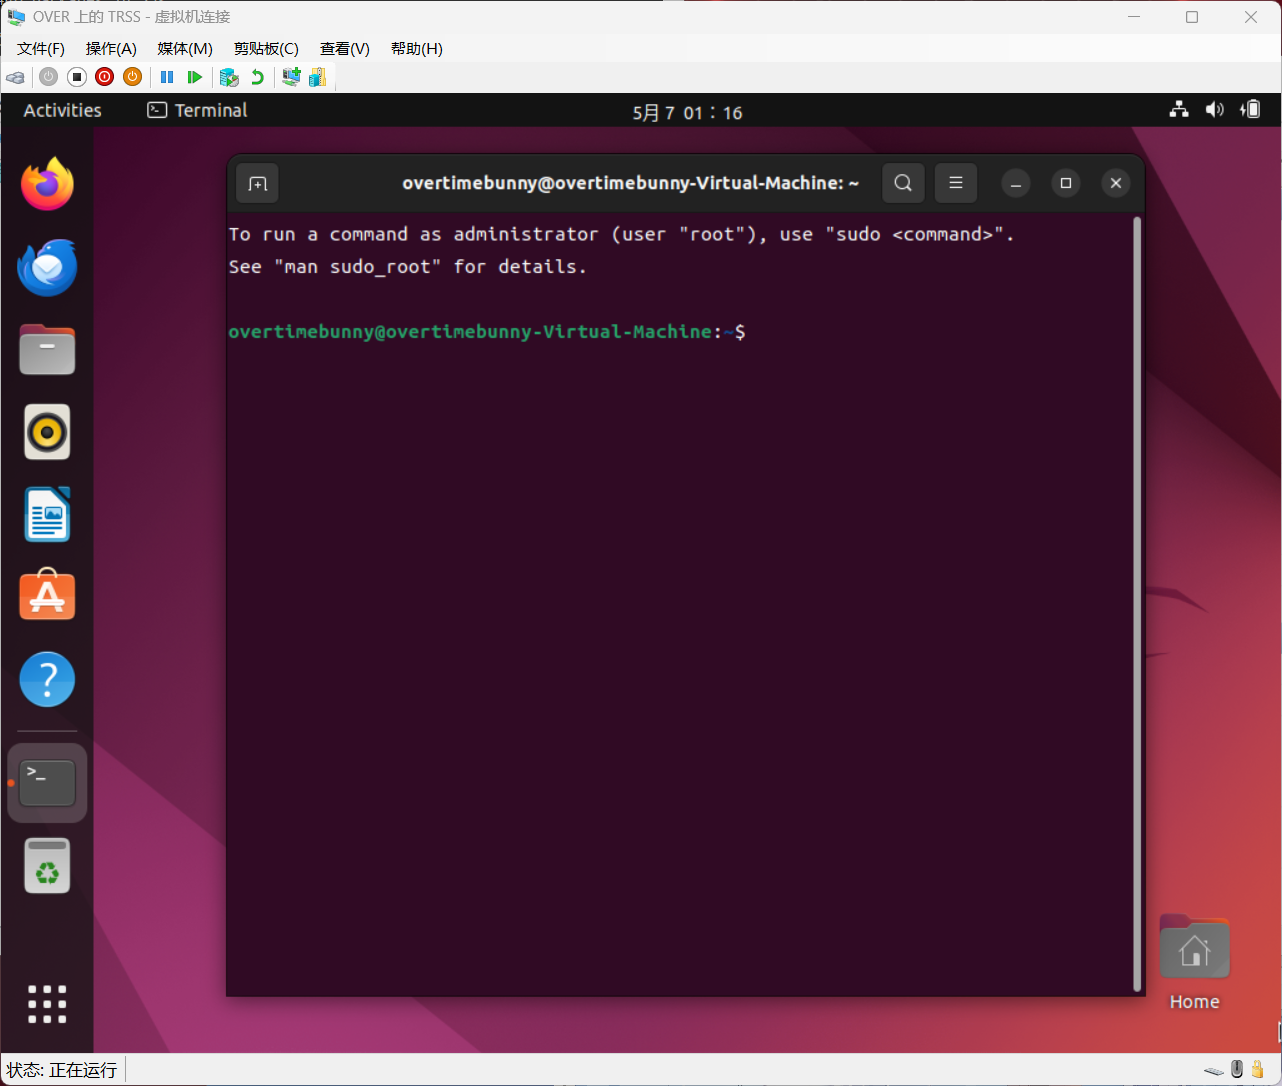 OVER 上的 TRSS - 虚拟机连接
文件(F) 操作(A) 媒体(M) 剪贴板(C) 查看(V) 帮助(H)
Activities Terminal 5月 7 01：16
overtimebunny@overtimebunny-Virtual-Machine: ~
To run a command as administrator (user "root"), use "sudo <command>".
See "man sudo_root" for details.
overtimebunny@overtimebunny-Virtual-Machine:~$
Home
状态: 正在运行